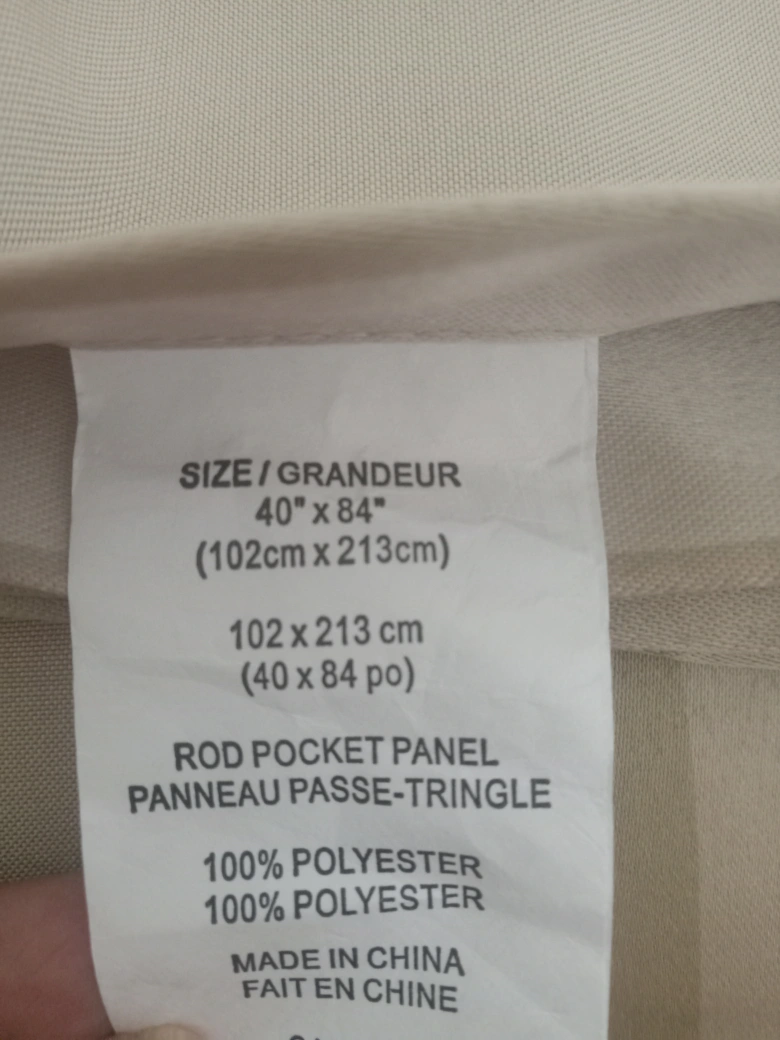 SIZE / GRANDEUR
40" x 84"
(102cm x 213cm)
102 x 213 cm
(40 x 84 po)
ROD POCKET PANEL
PANNEAU PASSE-TRINGLE
100% POLYESTER
100% POLYESTER
MADE IN CHINA
FAIT EN CHINE